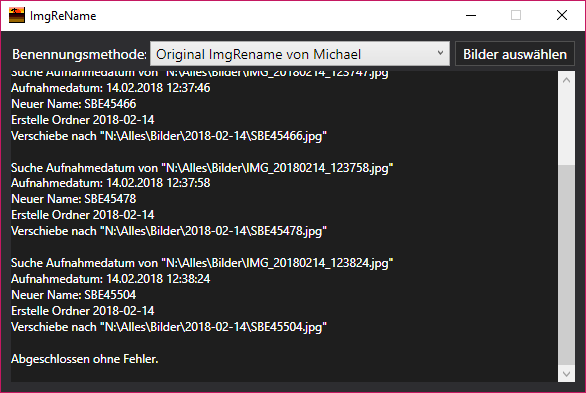 ImgReName
Benennungsmethode: Original ImgRename von Michael Bilder auswählen
Suche Aufnahmedatum von "N:\Alles\Bilder\IMG_20180214_123747.jpg"
Aufnahmedatum: 14.02.2018 12:37:46
Neuer Name: SBE45466
Erstelle Ordner 2018-02-14
Verschiebe nach "N:\Alles\Bilder\2018-02-14\SBE45466.jpg"
Suche Aufnahmedatum von "N:\Alles\Bilder\IMG_20180214_123758.jpg"
Aufnahmedatum: 14.02.2018 12:37:58
Neuer Name: SBE45478
Erstelle Ordner 2018-02-14
Verschiebe nach "N:\Alles\Bilder\2018-02-14\SBE45478.jpg"
Suche Aufnahmedatum von "N:\Alles\Bilder\IMG_20180214_123824.jpg"
Aufnahmedatum: 14.02.2018 12:38:24
Neuer Name: SBE45504
Erstelle Ordner 2018-02-14
Verschiebe nach "N:\Alles\Bilder\2018-02-14\SBE45504.jpg"
Abgeschlossen ohne Fehler.